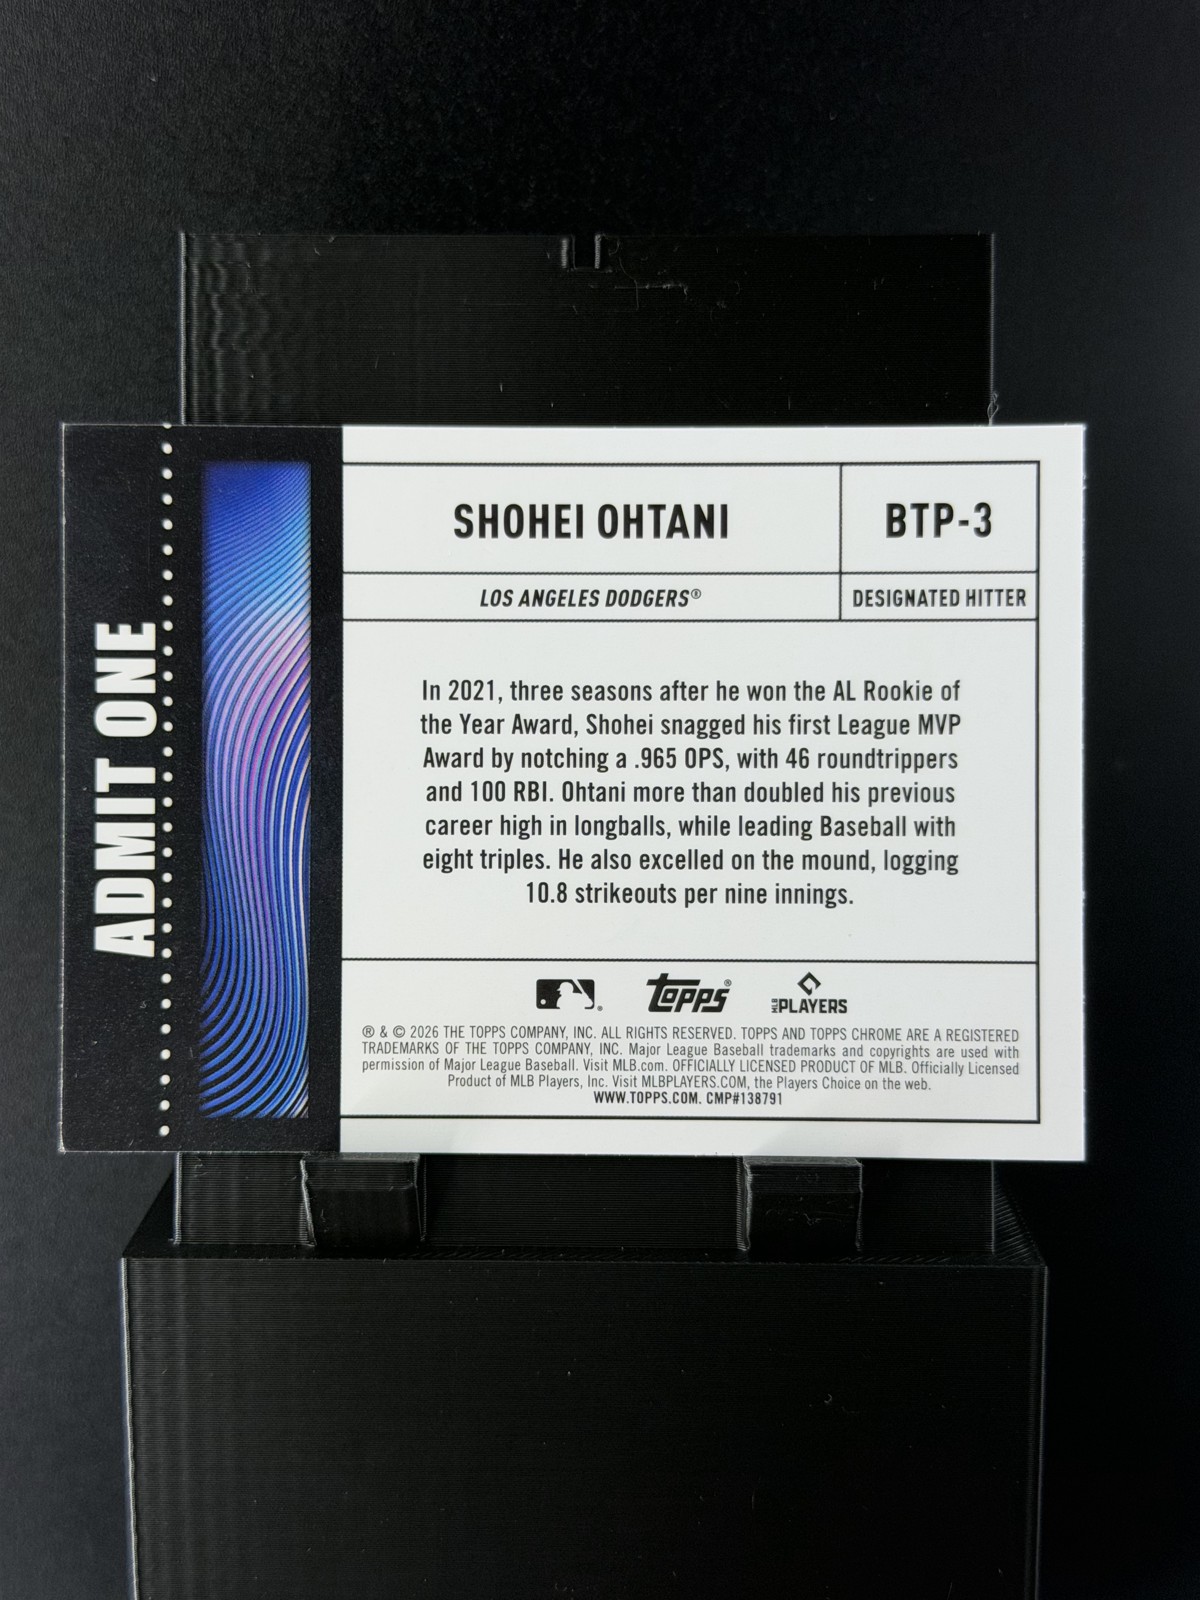 ADMIT ONE
SHOHEI OHTANI
BTP-3
LOS ANGELES DODGERS®
DESIGNATED HITTER
In 2021, three seasons after he won the AL Rookie of
the Year Award, Shohei snagged his first League MVP
Award by notching a .965 OPS, with 46 roundtrippers
and 100 RBI. Ohtani more than doubled his previous
career high in longballs, while leading Baseball with
eight triples. He also excelled on the mound, logging
10.8 strikeouts per nine innings.
®
topps®
MLB PLAYERS
® & © 2026 THE TOPPS COMPANY, INC. ALL RIGHTS RESERVED. TOPPS AND TOPPS CHROME ARE A REGISTERED
TRADEMARKS OF THE TOPPS COMPANY, INC. Major League Baseball trademarks and copyrights are used with
permission of Major League Baseball. Visit MLB.com. OFFICIALLY LICENSED PRODUCT OF MLB. Officially Licensed
Product of MLB Players, Inc. Visit MLBPLAYERS.COM, the Players Choice on the web.
WWW.TOPPS.COM. CMP#138791